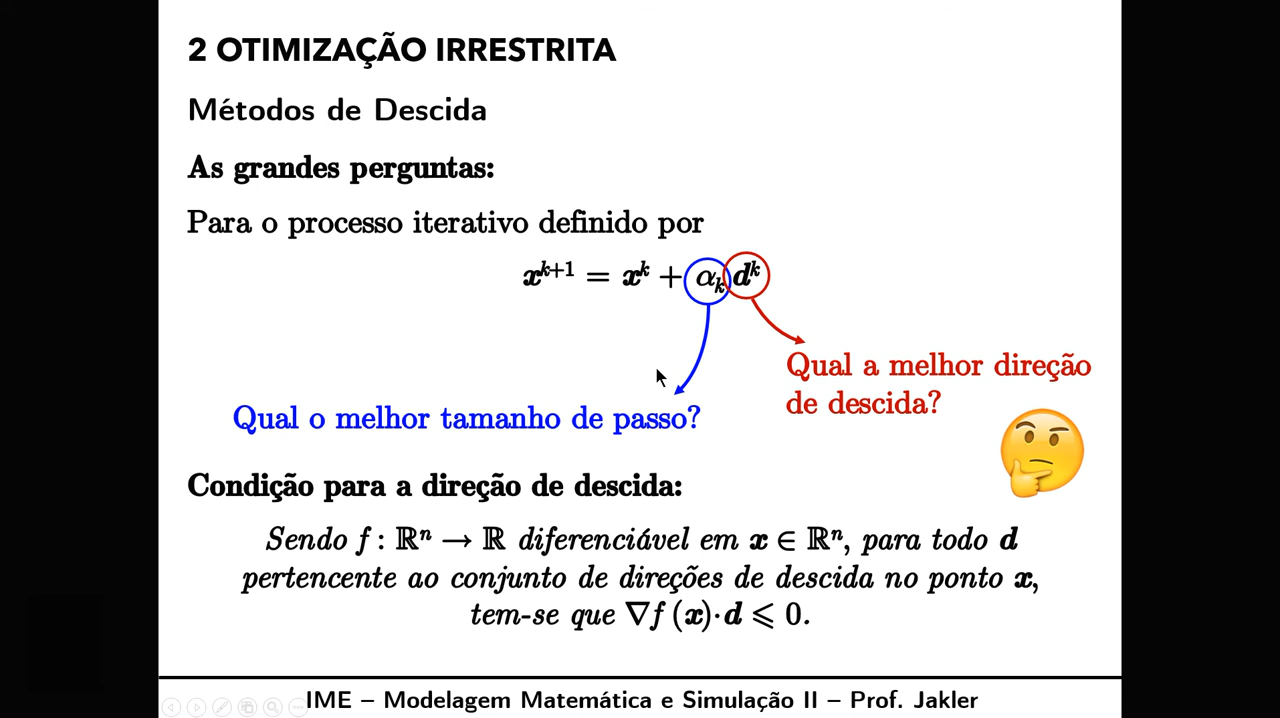 2 OTIMIZAÇÃO IRRESTRITA
Métodos de Descida
As grandes perguntas:
Para o processo iterativo definido por
x^{k+1} = x^k + α_k d^k
Qual a melhor direção
de descida?
Qual o melhor tamanho de passo?
Condição para a direção de descida:
Sendo f : ℝⁿ → ℝ diferenciável em x ∈ ℝⁿ, para todo d
pertencente ao conjunto de direções de descida no ponto x,
tem-se que ∇f (x)·d ⩽ 0.
IME – Modelagem Matemática e Simulação II – Prof. Jakler